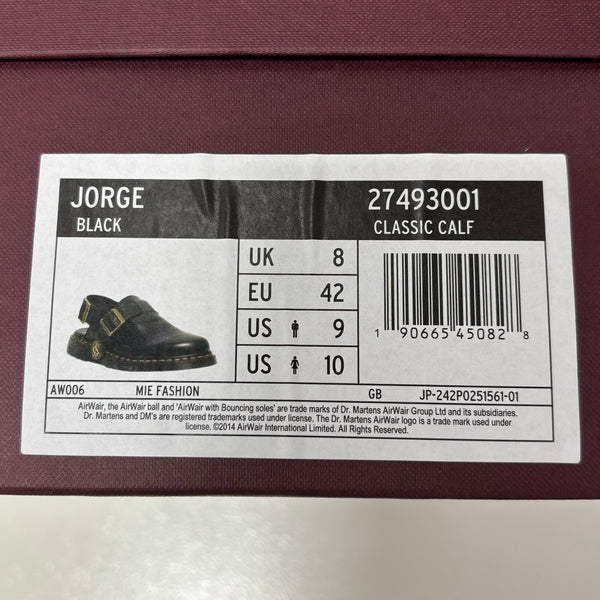 JORGE 27493001
BLACK CLASSIC CALF
UK 8
EU 42
US 9
US 10
1 90665 45082 8
AW006 MIE FASHION GB JP-242P0251561-01
AirWair, the AirWair ball and 'AirWair with Bouncing soles' are trade marks of Dr. Martens AirWair Group Ltd and its subsidiaries.
Dr. Martens and DM's are registered trademarks used under license. The Dr. Martens AirWair logo is a trade mark used under
license. ©2014 AirWair International Limited. All Rights Reserved.